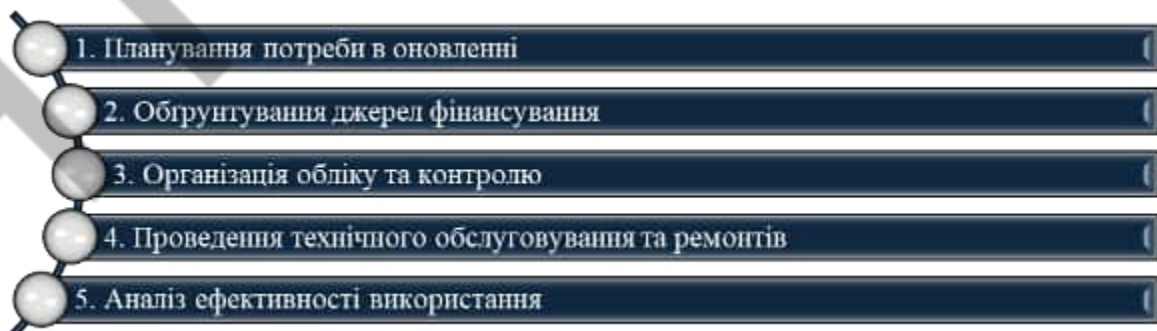 1. Планування потреби в оновленні
2. Обґрунтування джерел фінансування
3. Організація обліку та контролю
4. Проведення технічного обслуговування та ремонтів
5. Аналіз ефективності використання